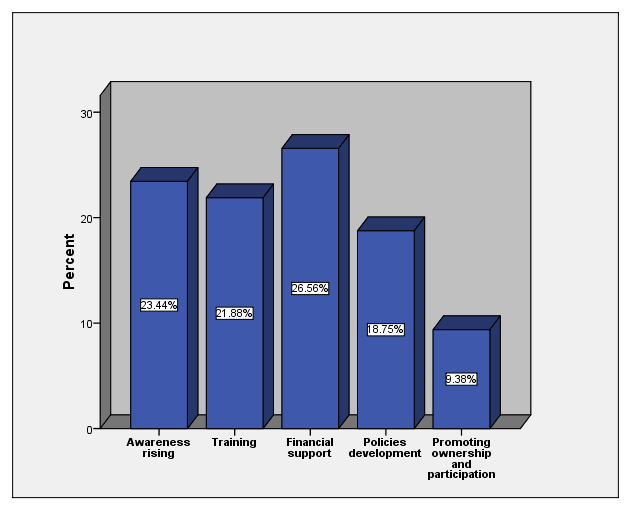 Percent
30
20
10
0
23.44%
21.88%
26.56%
18.75%
9.38%
Awareness
rising
Training
Financial
support
Policies
development
Promoting
ownership
and
participation